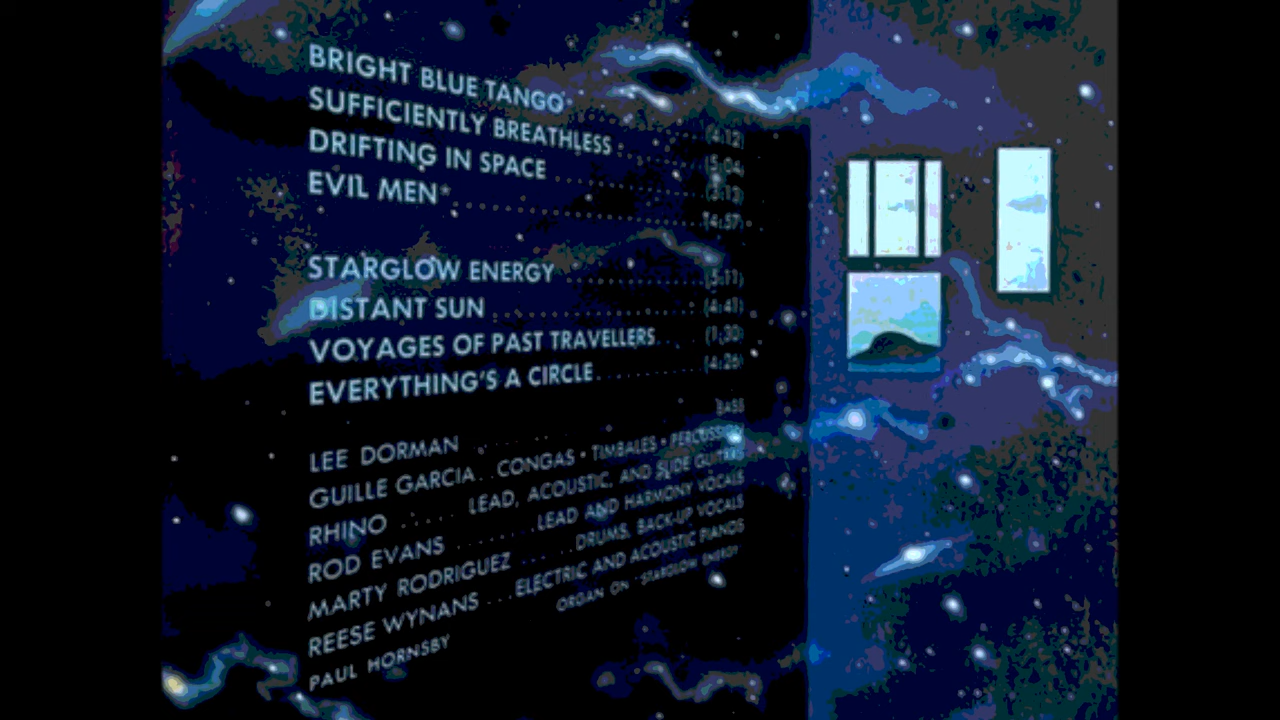 BRIGHT BLUE TANGO (4:12)
SUFFICIENTLY BREATHLESS (5:04)
DRIFTING IN SPACE (3:13)
EVIL MEN* (4:57)
STARGLOW ENERGY (5:11)
DISTANT SUN (4:41)
VOYAGES OF PAST TRAVELLERS (1:30)
EVERYTHING'S A CIRCLE (4:26)
LEE DORMAN BASS
GUILLE GARCIA CONGAS • TIMBALES • PERCUSSION
RHINO LEAD, ACOUSTIC, AND SLIDE GUITARS
ROD EVANS LEAD AND HARMONY VOCALS
MARTY RODRIGUEZ DRUMS, BACK-UP VOCALS
REESE WYNANS ELECTRIC AND ACOUSTIC PIANOS
PAUL HORNSBY ORGAN ON "STARGLOW ENERGY"